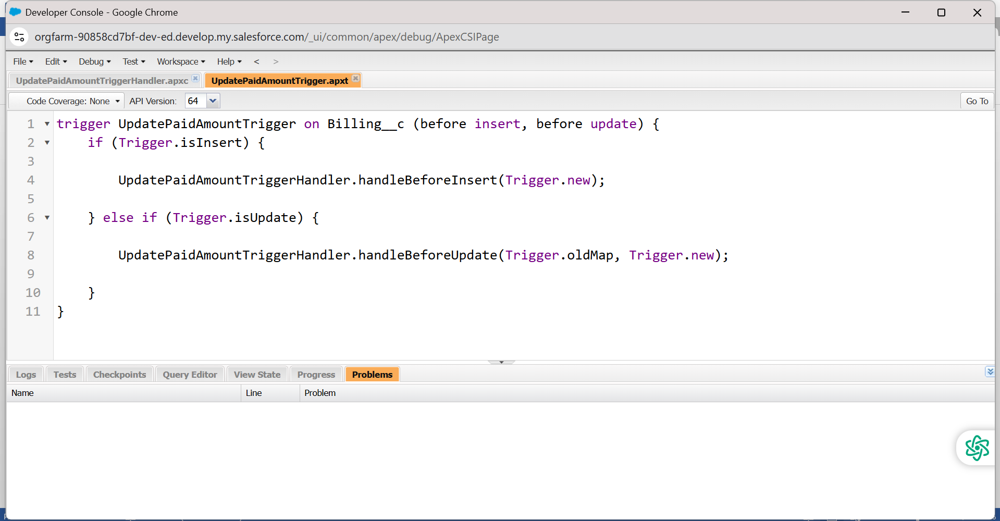 Developer Console - Google Chrome
orgfarm-90858cd7bf-dev-ed.develop.my.salesforce.com/_ui/common/apex/debug/ApexCSIPage
File Edit Debug Test Workspace Help < >
UpdatePaidAmountTriggerHandler.apxc UpdatePaidAmountTrigger.apxt
Code Coverage: None API Version: 64 Go To
1 trigger UpdatePaidAmountTrigger on Billing__c (before insert, before update) {
2 if (Trigger.isInsert) {
3
4 UpdatePaidAmountTriggerHandler.handleBeforeInsert(Trigger.new);
5
6 } else if (Trigger.isUpdate) {
7
8 UpdatePaidAmountTriggerHandler.handleBeforeUpdate(Trigger.oldMap, Trigger.new);
9
10 }
11 }
Logs Tests Checkpoints Query Editor View State Progress Problems
Name Line Problem